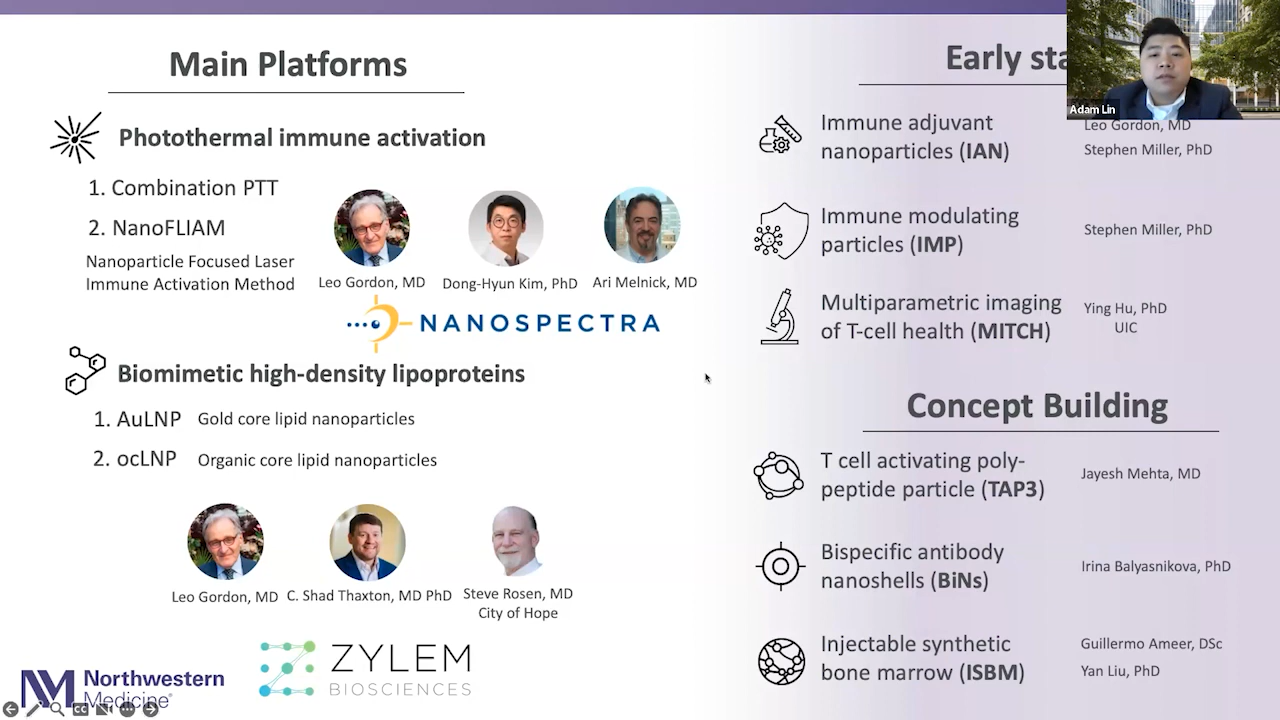 Main Platforms
Photothermal immune activation
1. Combination PTT
2. NanoFLIAM
Nanoparticle Focused Laser
Immune Activation Method
Leo Gordon, MD
Dong-Hyun Kim, PhD
Ari Melnick, MD
NANOSPECTRA
Biomimetic high-density lipoproteins
1. AuLNP Gold core lipid nanoparticles
2. ocLNP Organic core lipid nanoparticles
Leo Gordon, MD
C. Shad Thaxton, MD PhD
Steve Rosen, MD
City of Hope
ZYLEM
BIOSCIENCES
NM Northwestern
Medicine®
CC
Early
Adam Lin
Immune adjuvant
nanoparticles (IAN)
Leo Gordon, MD
Stephen Miller, PhD
Immune modulating
particles (IMP)
Stephen Miller, PhD
Multiparametric imaging
of T-cell health (MITCH)
Ying Hu, PhD
UIC
Concept Building
T cell activating poly-
peptide particle (TAP3)
Jayesh Mehta, MD
Bispecific antibody
nanoshells (BiNs)
Irina Balyasnikova, PhD
Injectable synthetic
bone marrow (ISBM)
Guillermo Ameer, DSc
Yan Liu, PhD